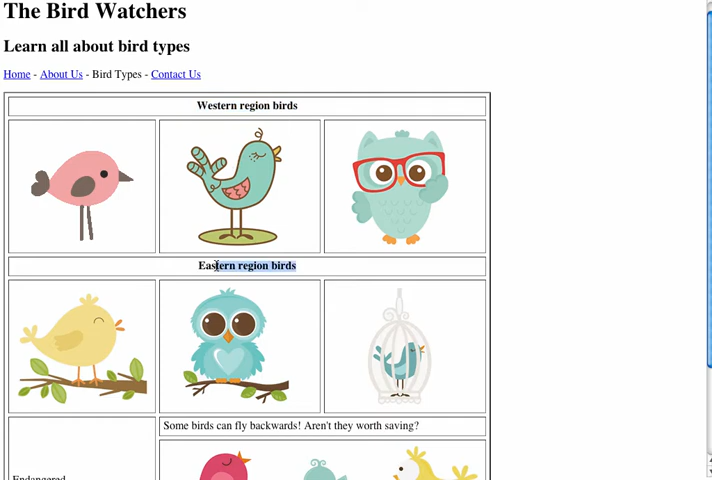 The Bird Watchers
Learn all about bird types
Home - About Us - Bird Types - Contact Us
Western region birds
Eastern region birds
Some birds can fly backwards! Aren't they worth saving?
Endangered